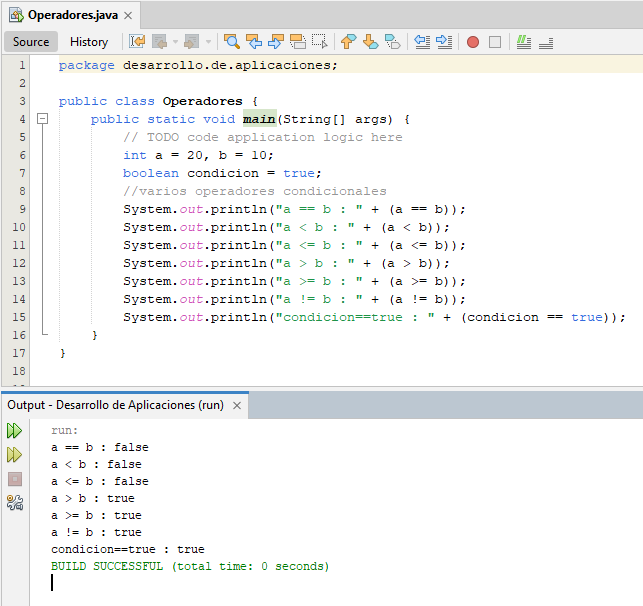 Operadores.java
Source History
1 package desarrollo.de.aplicaciones;
2
3 public class Operadores {
4 public static void main(String[] args) {
5 // TODO code application logic here
6 int a = 20, b = 10;
7 boolean condicion = true;
8 //varios operadores condicionales
9 System.out.println("a == b : " + (a == b));
10 System.out.println("a < b : " + (a < b));
11 System.out.println("a <= b : " + (a <= b));
12 System.out.println("a > b : " + (a > b));
13 System.out.println("a >= b : " + (a >= b));
14 System.out.println("a != b : " + (a != b));
15 System.out.println("condicion==true : " + (condicion == true));
16 }
17 }
18
Output - Desarrollo de Aplicaciones (run)
run:
a == b : false
a < b : false
a <= b : false
a > b : true
a >= b : true
a != b : true
condicion==true : true
BUILD SUCCESSFUL (total time: 0 seconds)